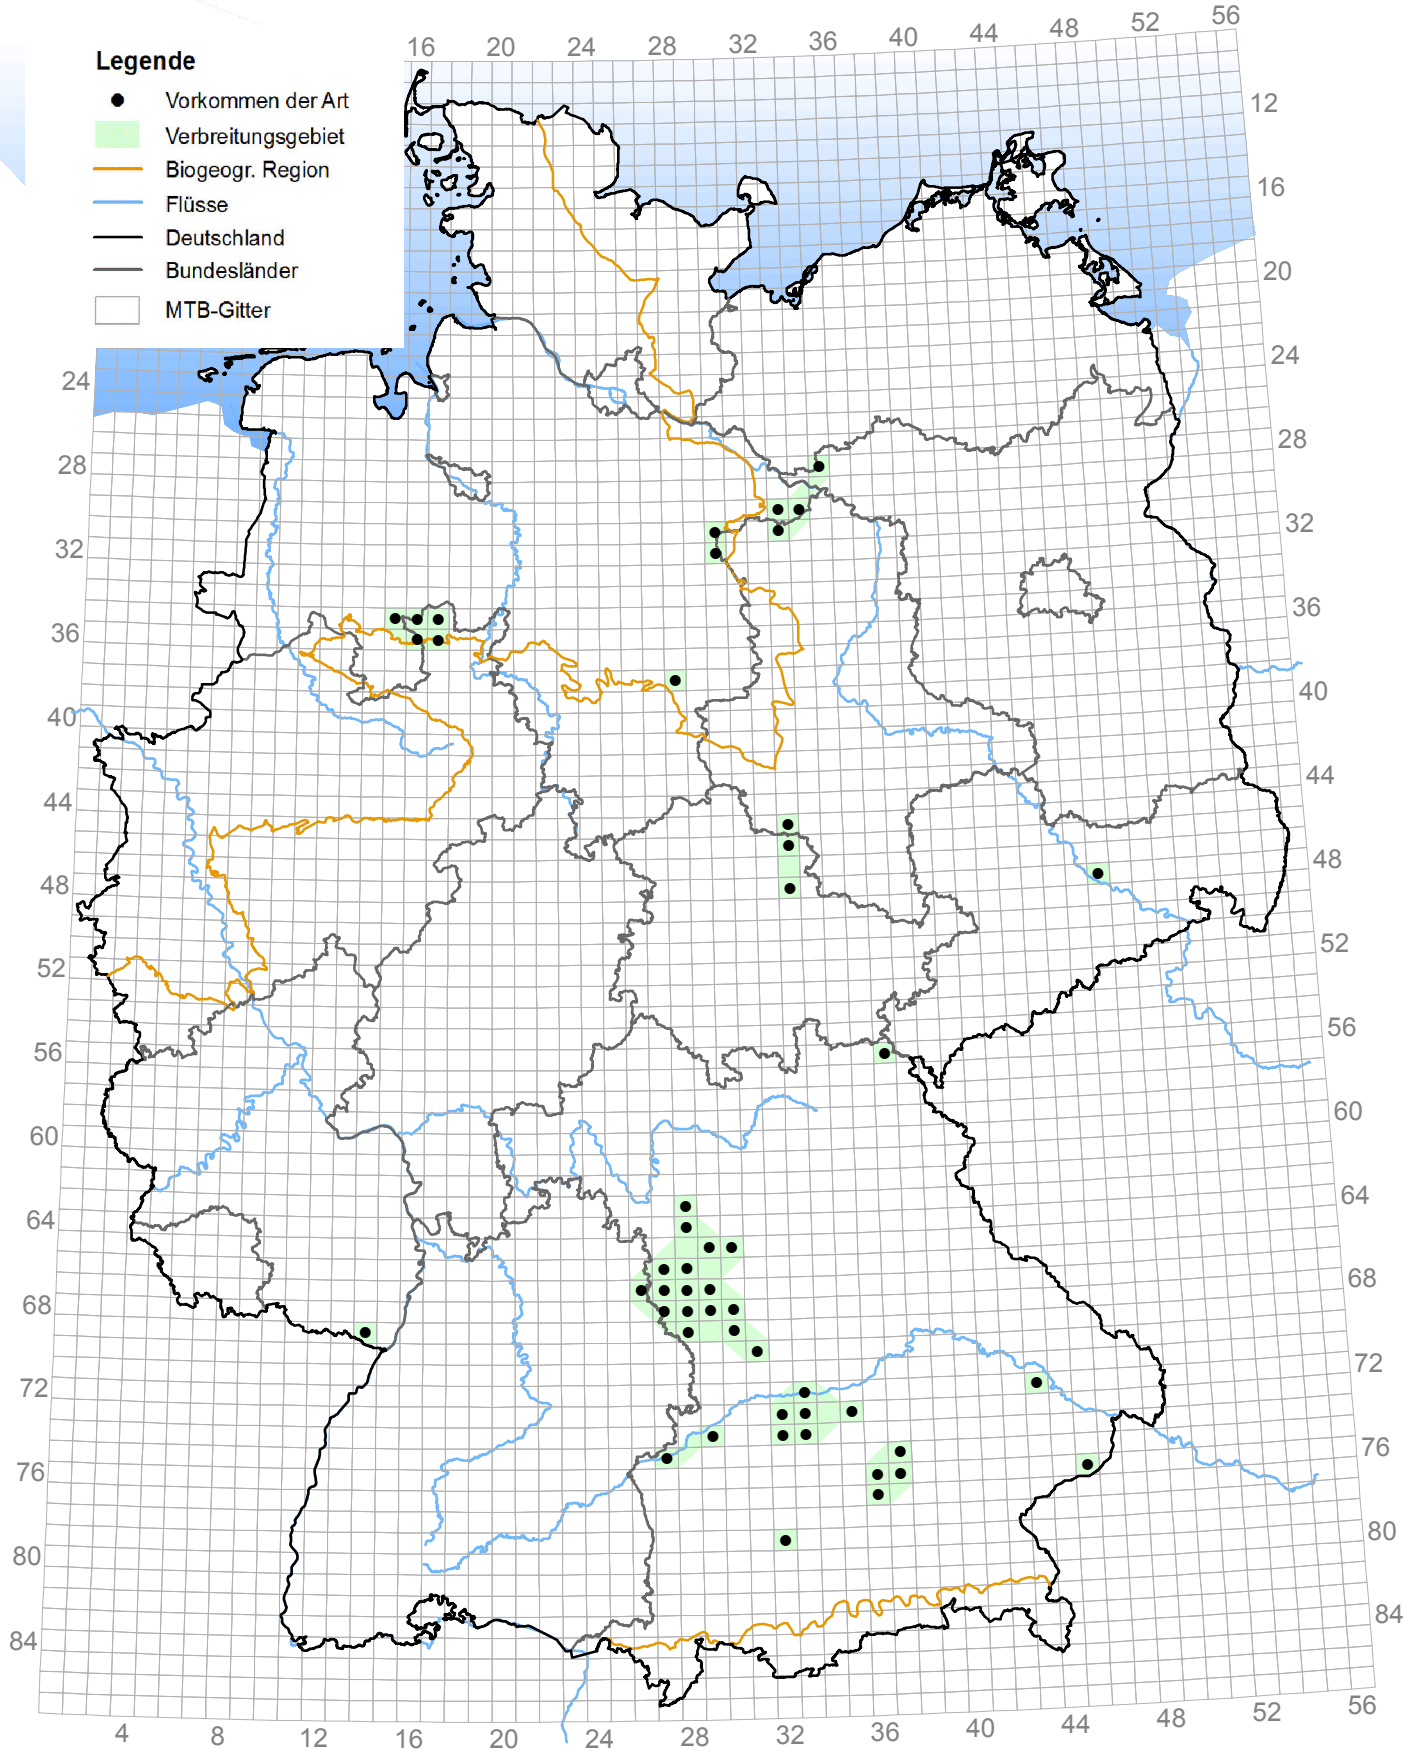 16 20 24 28 32 36 40 44 48 52 56
Legende
Vorkommen der Art
Verbreitungsgebiet
Biogeogr. Region
Flüsse
Deutschland
Bundesländer
MTB-Gitter
12
16
20
24 24
28 28
32 32
36 36
40 40
44 44
48 48
52 52
56 56
60 60
64 64
68 68
72 72
76 76
80 80
84 84
4 8 12 16 20 24 28 32 36 40 44 48 52 56